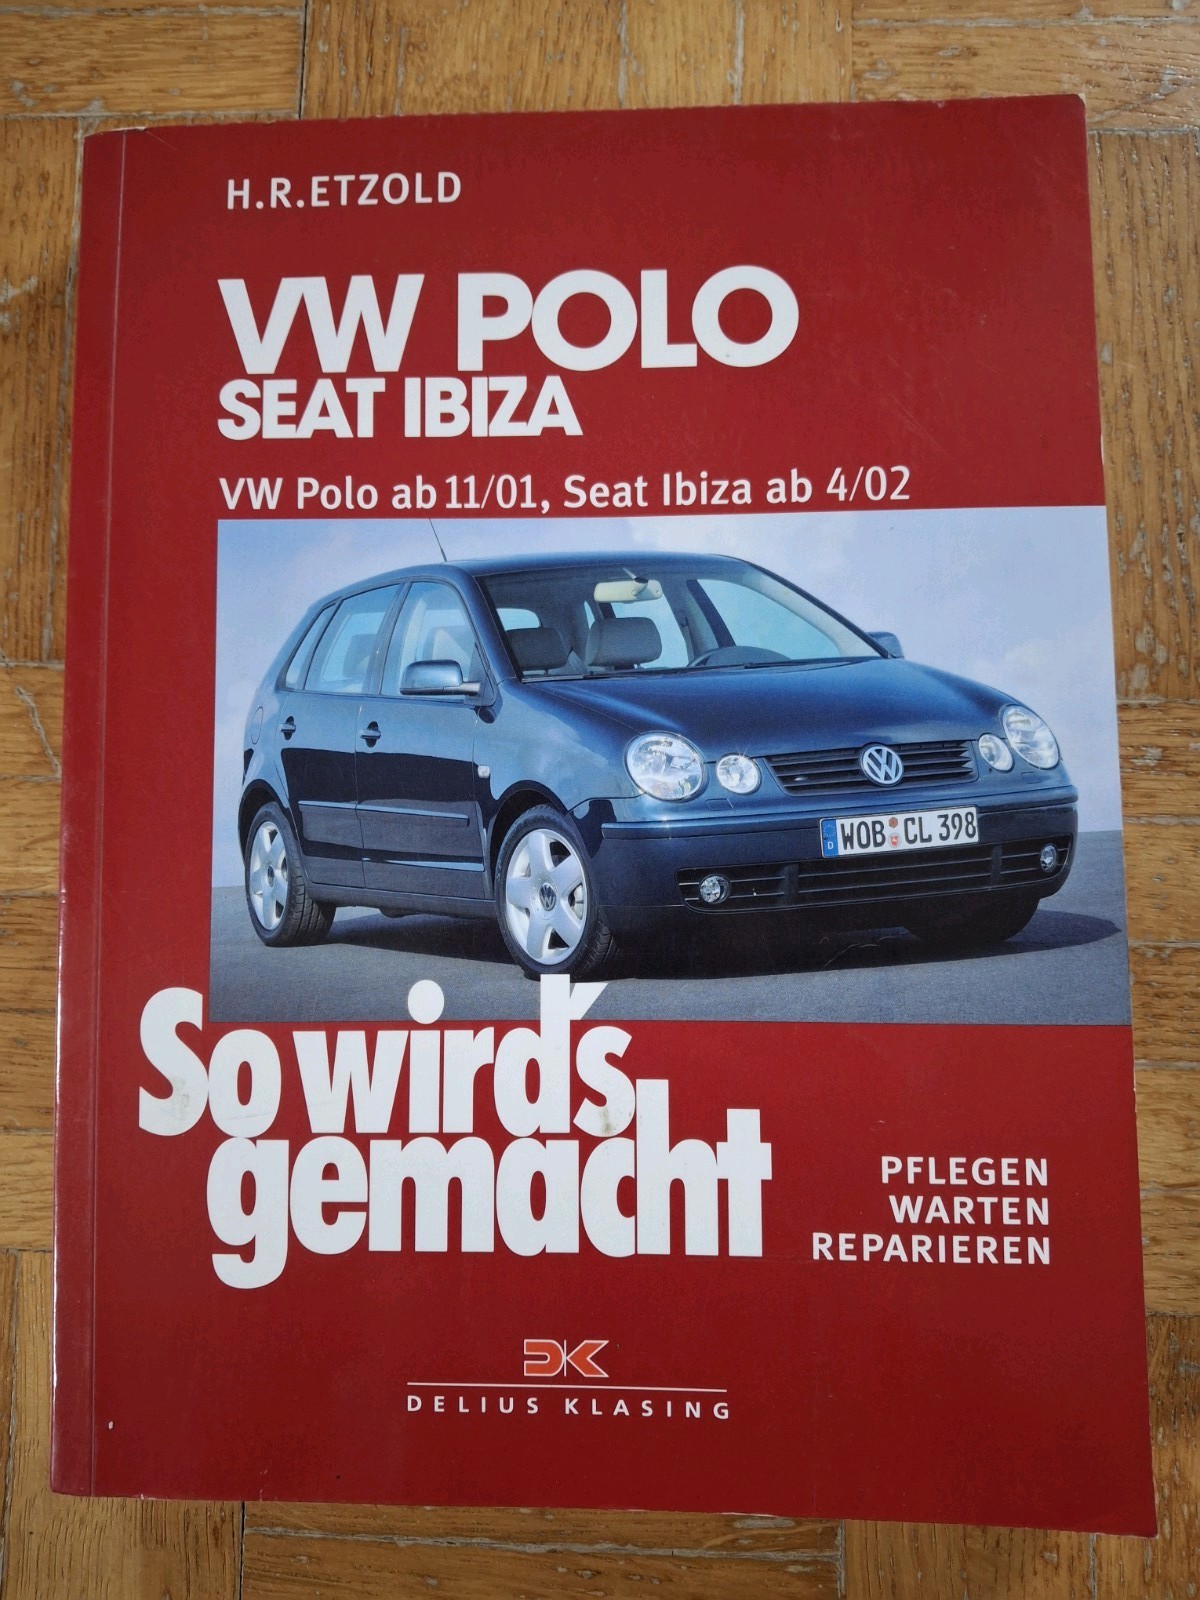 H.R.ETZOLD
VW POLO
SEAT IBIZA
VW Polo ab 11/01, Seat Ibiza ab 4/02
WOB CL 398
D
So wird's
gemacht
PFLEGEN
WARTEN
REPARIEREN
DK
DELIUS KLASING